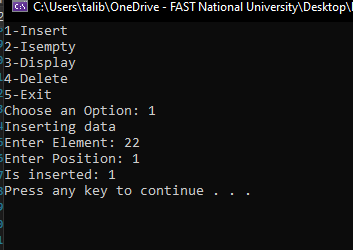 C:\Users\talib\OneDrive - FAST National University\Desktop\
1-Insert
2-Isempty
3-Display
4-Delete
5-Exit
Choose an Option: 1
Inserting data
Enter Element: 22
Enter Position: 1
Is inserted: 1
Press any key to continue . . .